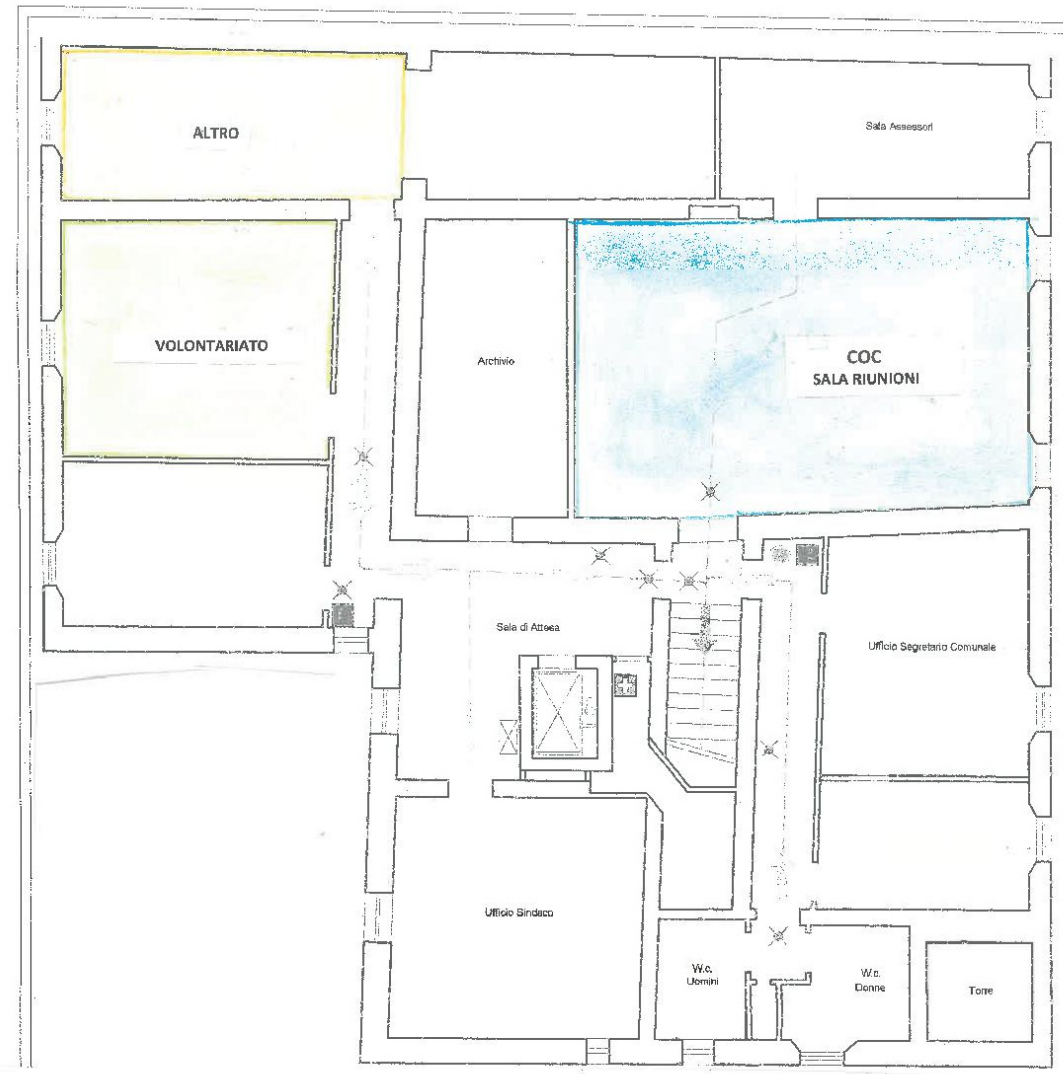 ALTRO
Sala Assessori
VOLONTARIATO
Archivio
COC
SALA RIUNIONI
Sala di Attesa
Ufficio Segretario Comunale
Ufficio Sindaco
W.c.
Uomini
W.c.
Donne
Torre